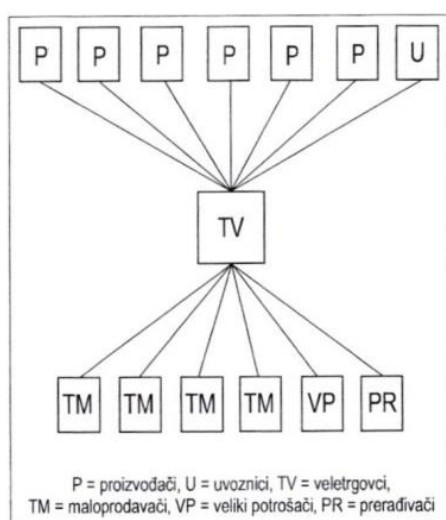 P P P P P P U
TV
TM TM TM TM VP PR
P = proizvođači, U = uvoznici, TV = veletrgovci,
TM = maloprodavači, VP = veliki potrošači, PR = prerađivači